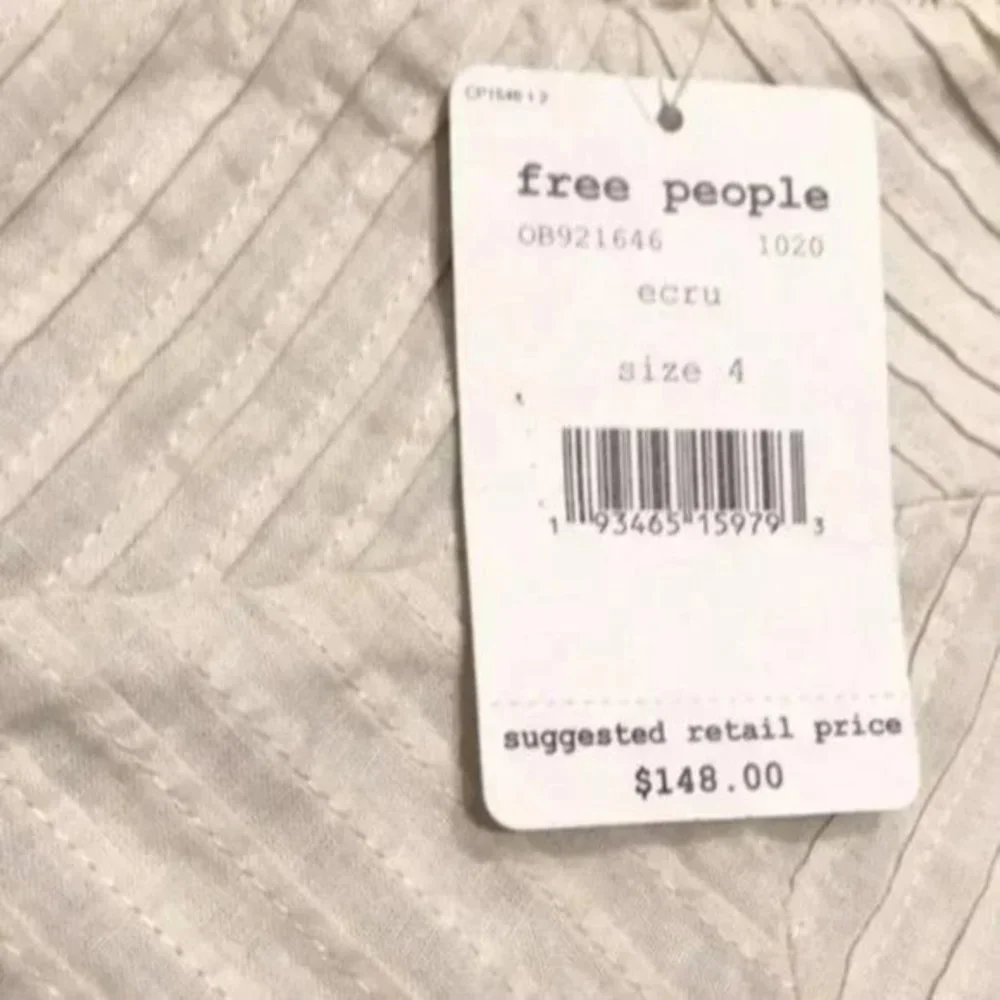 free people
OB921646 1020
ecru
size 4
1 93465 15979 3
suggested retail price
$148.00